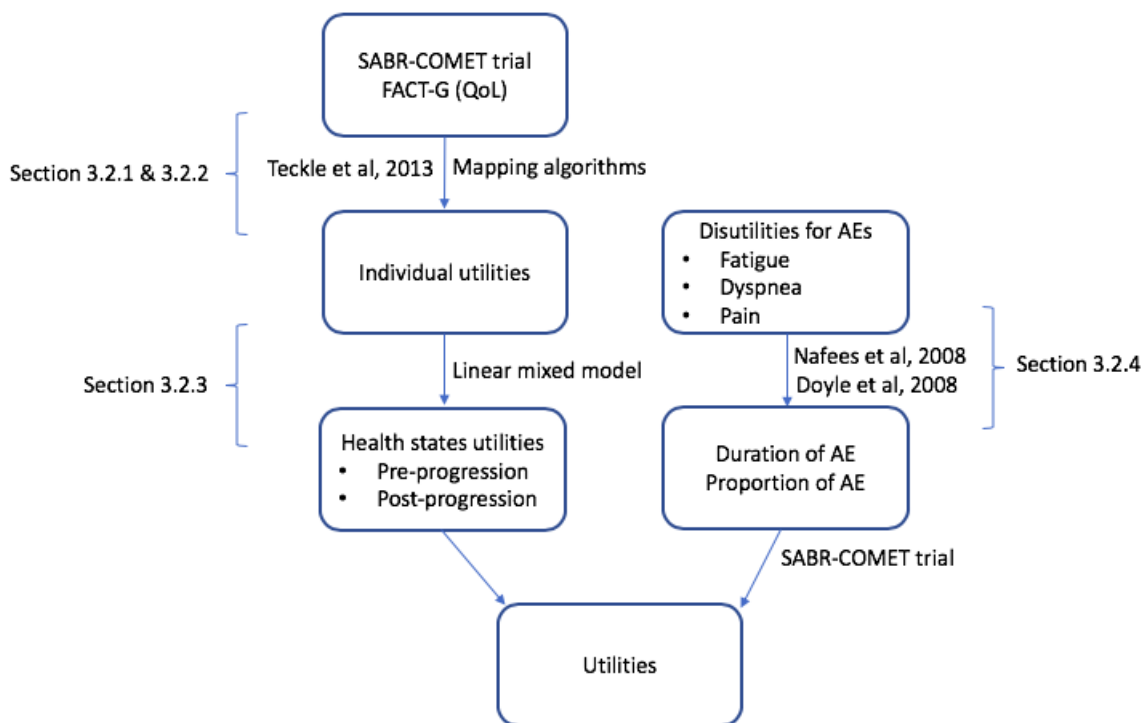 SABR-COMET trial
FACT-G (QoL)
Section 3.2.1 & 3.2.2
Teckle et al, 2013
Mapping algorithms
Individual utilities
Disutilities for AEs
• Fatigue
• Dyspnea
• Pain
Section 3.2.3
Linear mixed model
Nafees et al, 2008
Doyle et al, 2008
Section 3.2.4
Health states utilities
• Pre-progression
• Post-progression
Duration of AE
Proportion of AE
SABR-COMET trial
Utilities